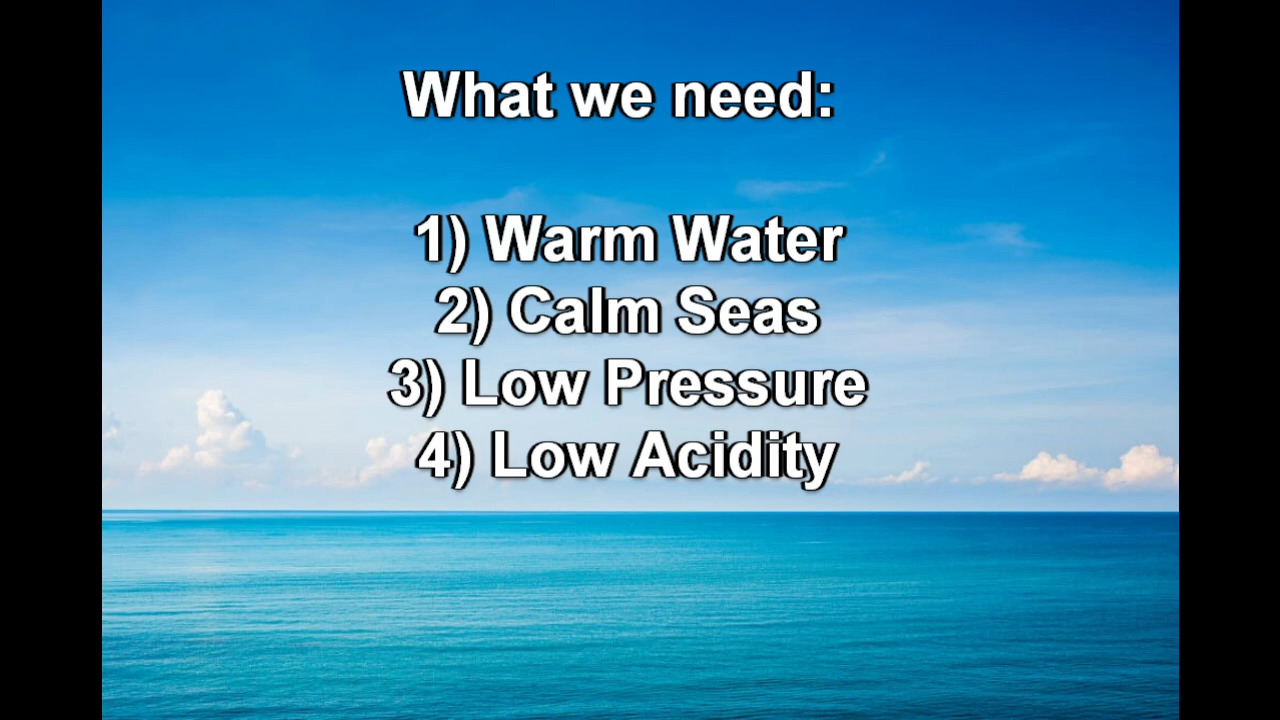 What we need:
1) Warm Water
2) Calm Seas
3) Low Pressure
4) Low Acidity